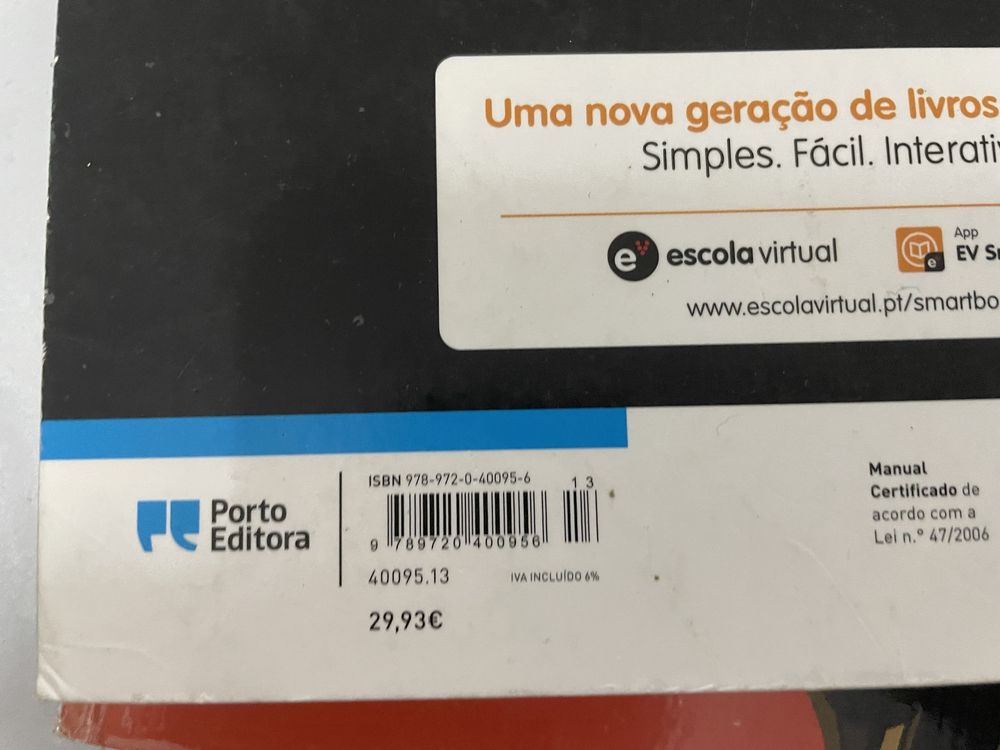 Uma nova geração de livros
Simples. Fácil.
escola virtual
App
EV
www.escolavirtual.pt/smartbo
ISBN 978-972-0-40095-6
13
9 789720 400956
Porto
Editora
40095.13
IVA INCLUÍDO 6%
29,93€
Manual
Certificado de
acordo com a
Lei n.º 47/2006